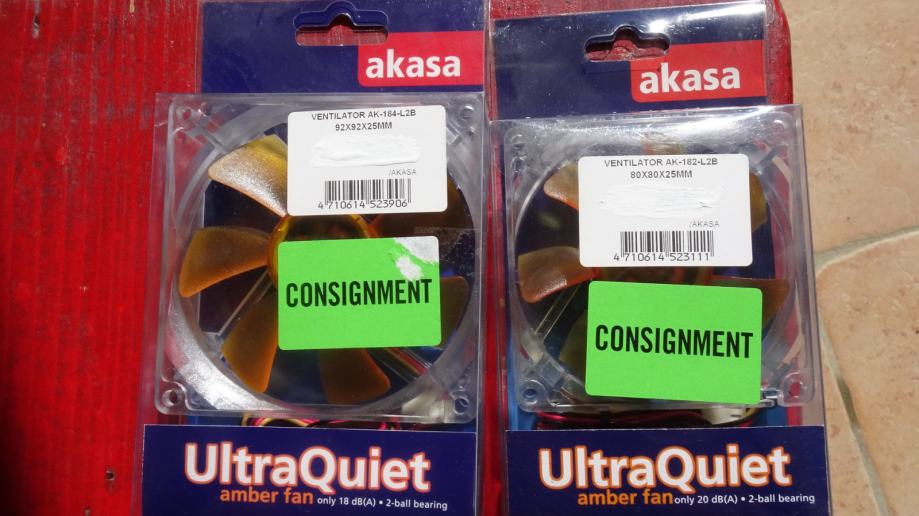 akasa
VENTILATOR AK-184-L2B
92X92X25MM
/AKASA
4 710614 523906
CONSIGNMENT
UltraQuiet
amber fan only 18 dB(A) • 2-ball bearing
akasa
VENTILATOR AK-182-L2B
80X80X25MM
/AKASA
4 710614 523111
CONSIGNMENT
UltraQuiet
amber fan only 20 dB(A) • 2-ball bearing